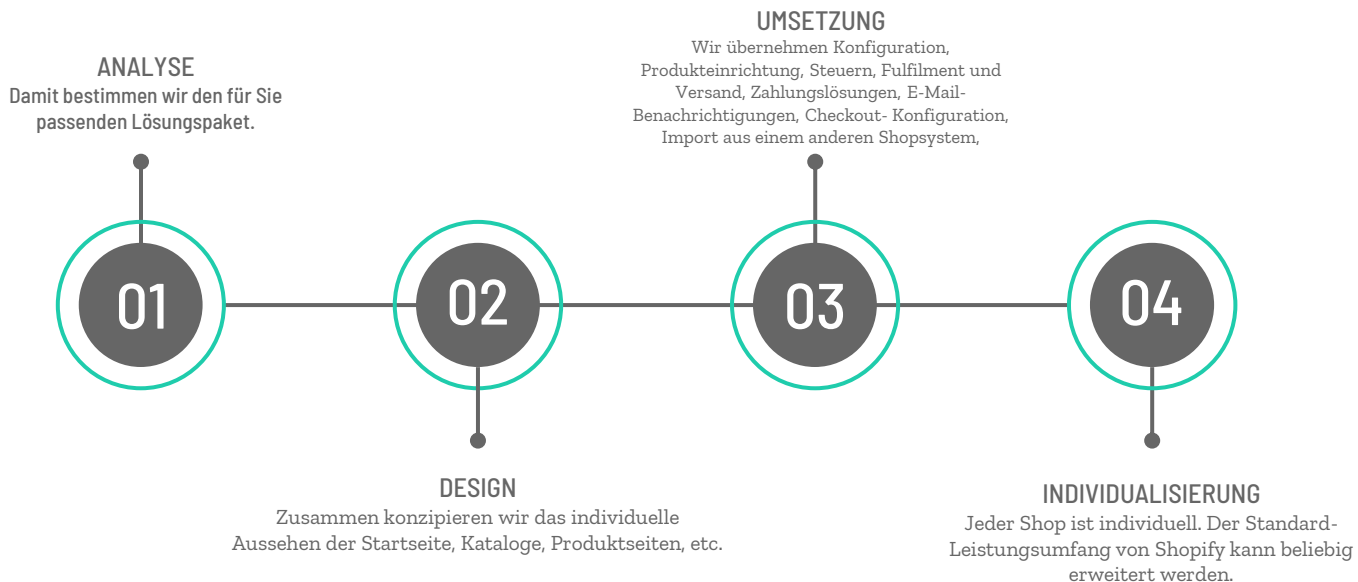 ANALYSE
Damit bestimmen wir den für Sie
passenden Lösungspaket.
01
02
DESIGN
Zusammen konzipieren wir das individuelle
Aussehen der Startseite, Kataloge, Produktseiten, etc.
UMSETZUNG
Wir übernehmen Konfiguration,
Produkteinrichtung, Steuern, Fulfilment und
Versand, Zahlungslösungen, E-Mail-
Benachrichtigungen, Checkout- Konfiguration,
Import aus einem anderen Shopsystem,
03
04
INDIVIDUALISIERUNG
Jeder Shop ist individuell. Der Standard-
Leistungsumfang von Shopify kann beliebig
erweitert werden.